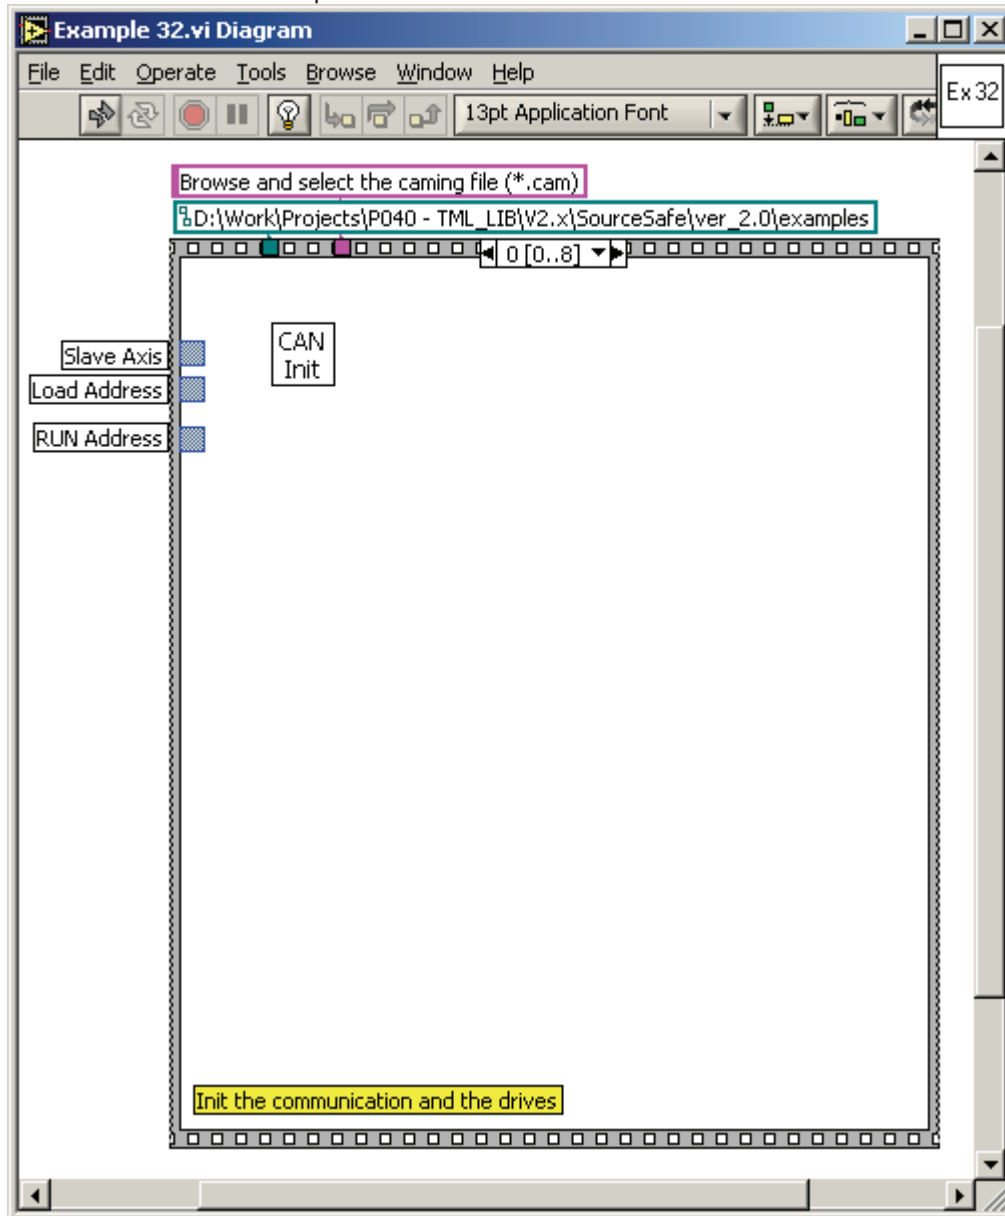 Example 32.vi Diagram
File Edit Operate Tools Browse Window Help
Ex 32
13pt Application Font
Browse and select the caming file (*.cam)
D:\Work\Projects\P040 - TML_LIB\V2.x\SourceSafe\ver_2.0\examples
0 [0..8]
CAN
Init
Slave Axis
Load Address
RUN Address
Init the communication and the drives